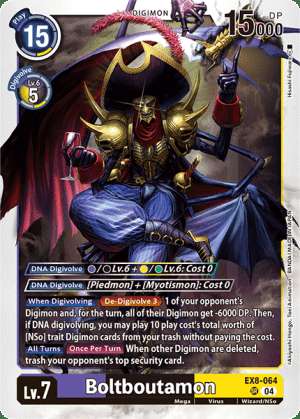 Play
15
DIGIMON
DP
15000
Digivolve
Lv.6
5
DNA Digivolve Lv.6 + Lv.6: Cost 0
DNA Digivolve [Piedmon] + [Myotismon]: Cost 0
When Digivolving De-Digivolve 3 1 of your opponent's
Digimon and, for the turn, all of their Digimon get -6000 DP. Then,
if DNA digivolving, you may play 10 play cost's total worth of
[NSo] trait Digimon cards from your trash without paying the cost.
All Turns Once Per Turn When other Digimon are deleted,
trash your opponent's top security card.
Lv.7
Boltboutamon
EX8-064
04
Mega Virus Wizard/NSo